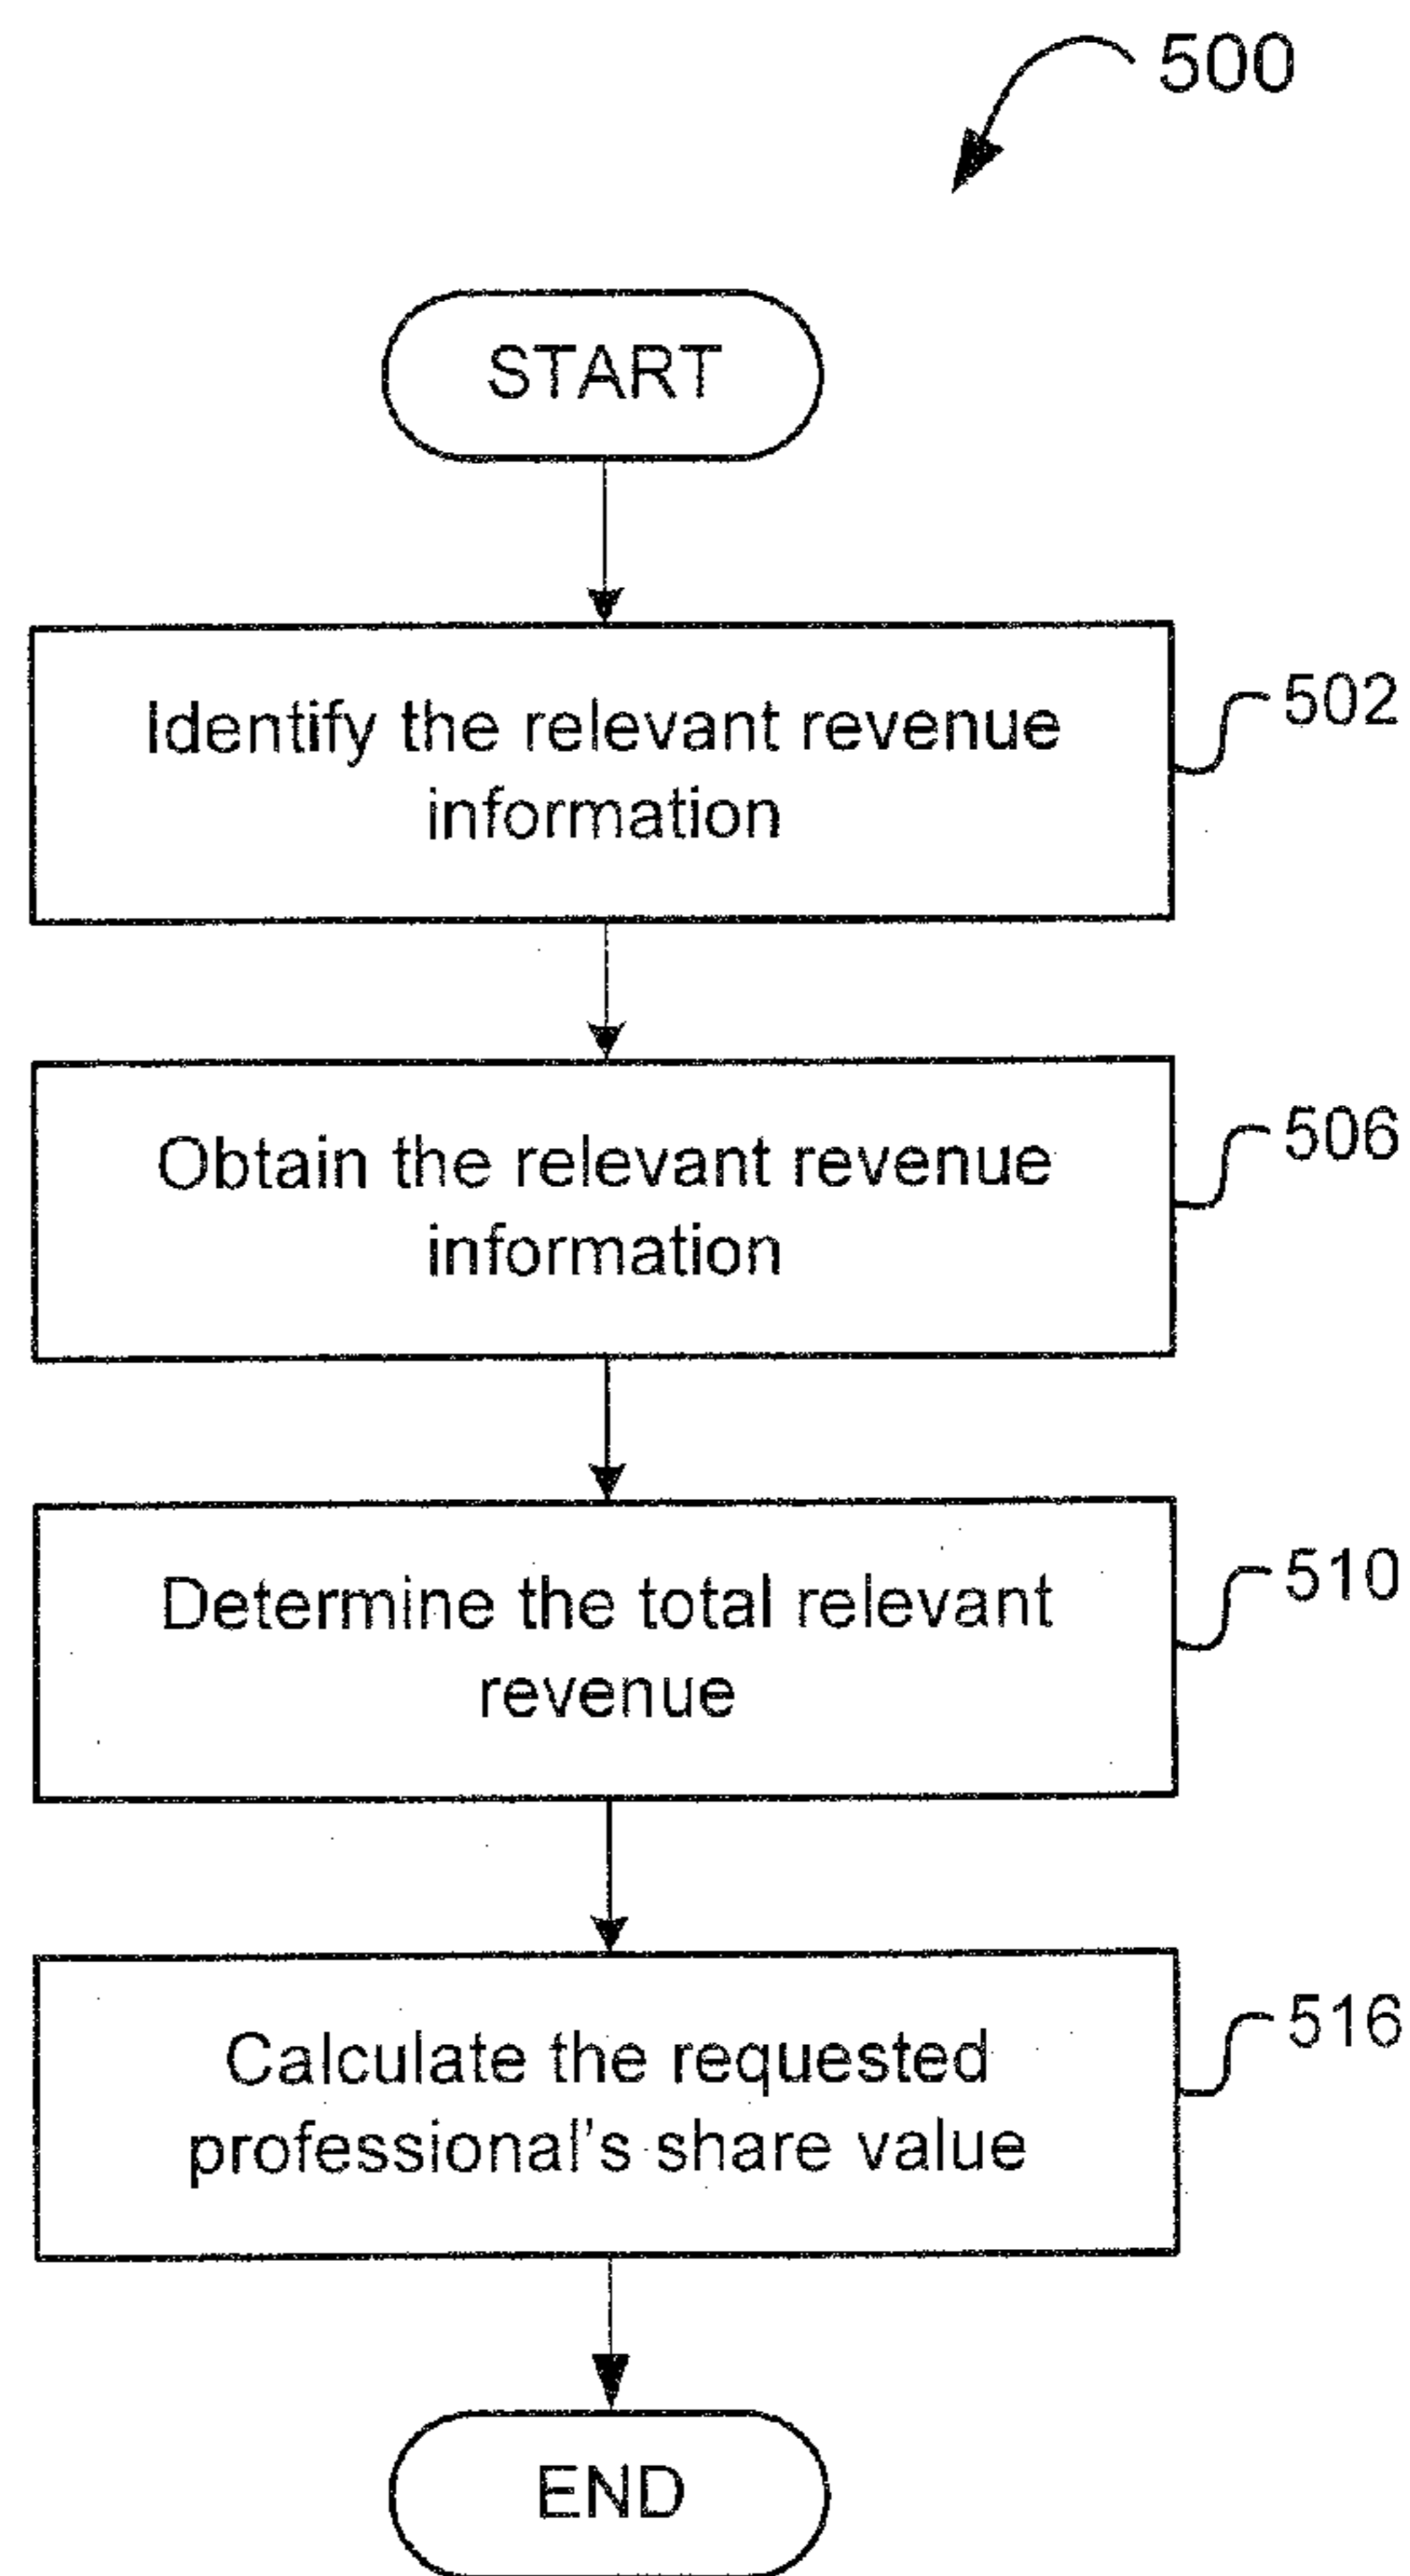 500
START
Identify the relevant revenue
information
502
Obtain the relevant revenue
information
506
Determine the total relevant
revenue
510
Calculate the requested
professional's share value
516
END